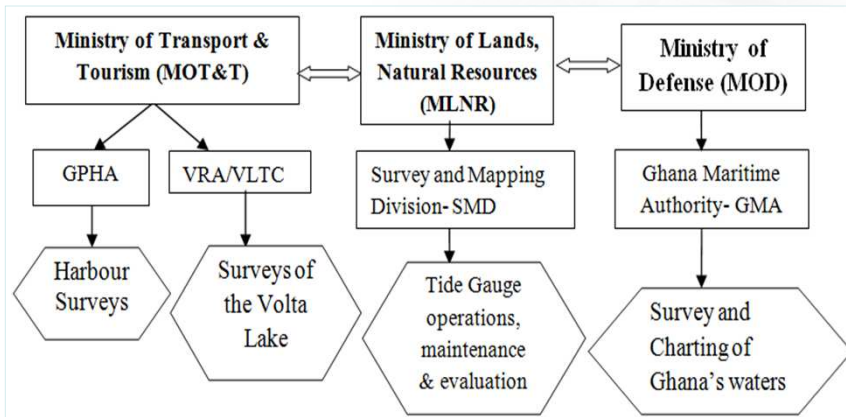 Ministry of Transport &
Tourism (MOT&T)
Ministry of Lands,
Natural Resources
(MLNR)
Ministry of
Defense (MOD)
GPHA
VRA/VLTC
Survey and Mapping
Division- SMD
Ghana Maritime
Authority- GMA
Harbour
Surveys
Surveys of
the Volta
Lake
Tide Gauge
operations,
maintenance
& evaluation
Survey and
Charting of
Ghana’s waters